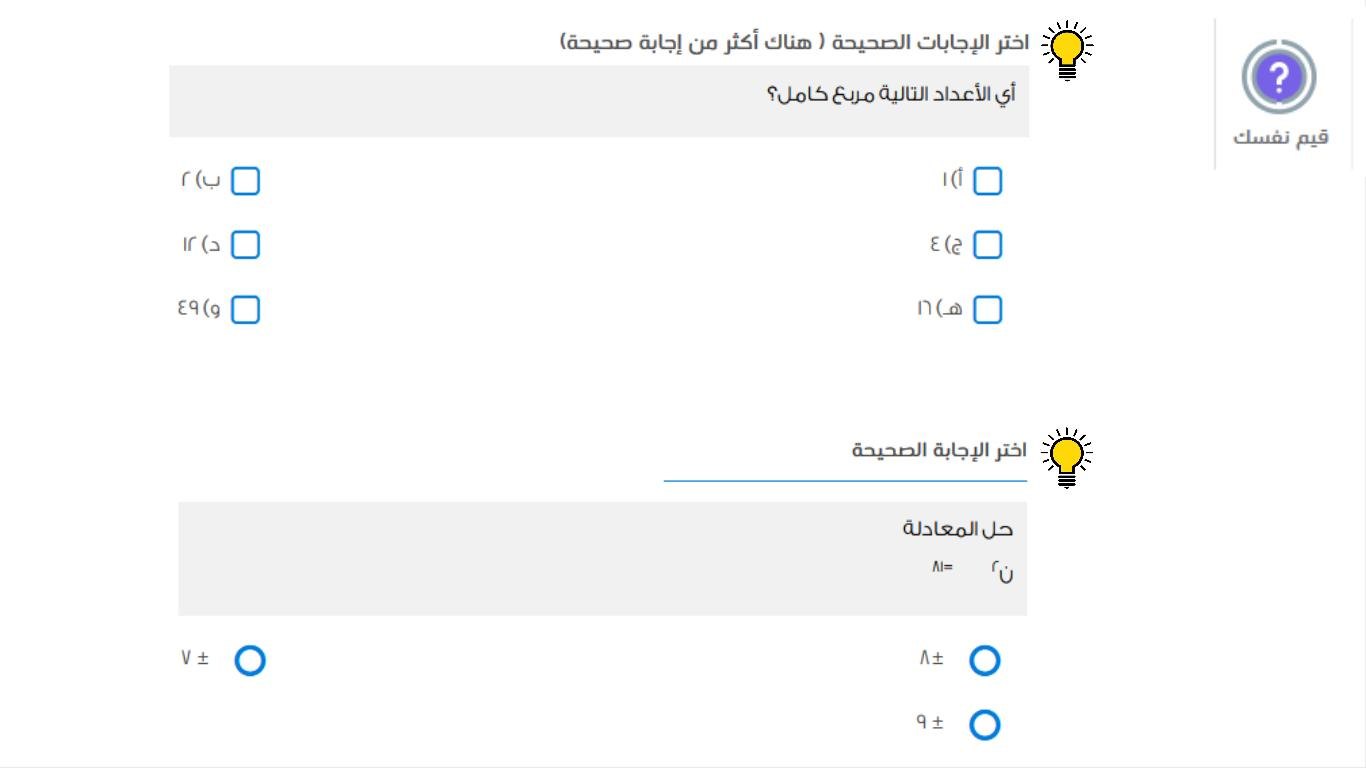 اختر الإجابات الصحيحة ( هناك أكثر من إجابة صحيحة)
?
قيم نفسك
أي الأعداد التالية مربع كامل؟
أ) ١
ب) ٢
ج) ٤
د) ١٢
هـ) ١٦
و) ٤٩
اختر الإجابة الصحيحة
حل المعادلة
ن٢ =٨١
± ٨
± ٧
± ٩